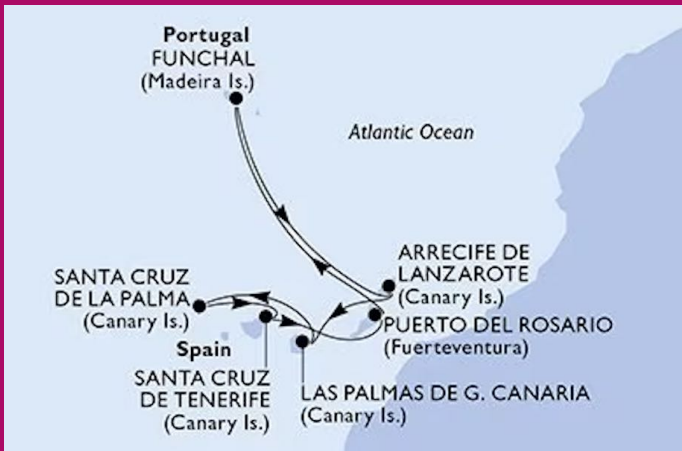 Portugal
FUNCHAL
(Madeira Is.)
Atlantic Ocean
ARRECIFE DE
LANZAROTE
(Canary Is.)
SANTA CRUZ
DE LA PALMA
(Canary Is.)
PUERTO DEL ROSARIO
(Fuerteventura)
Spain
SANTA CRUZ
DE TENERIFE
(Canary Is.)
LAS PALMAS DE G. CANARIA
(Canary Is.)